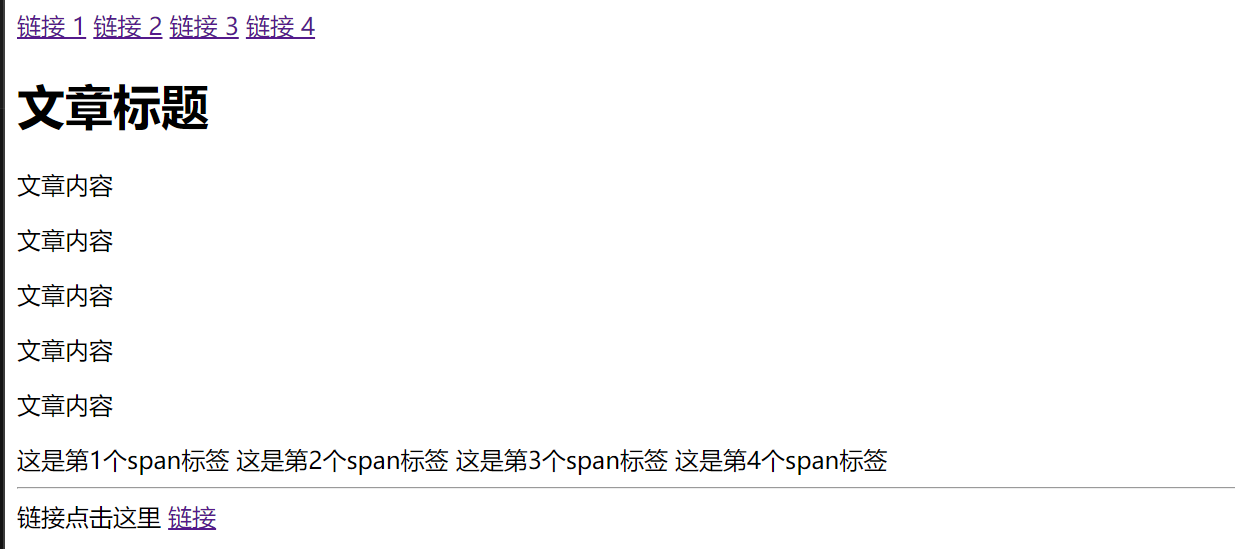 链接 1 链接 2 链接 3 链接 4
文章标题
文章内容
文章内容
文章内容
文章内容
文章内容
这是第1个span标签 这是第2个span标签 这是第3个span标签 这是第4个span标签
链接点击这里 链接